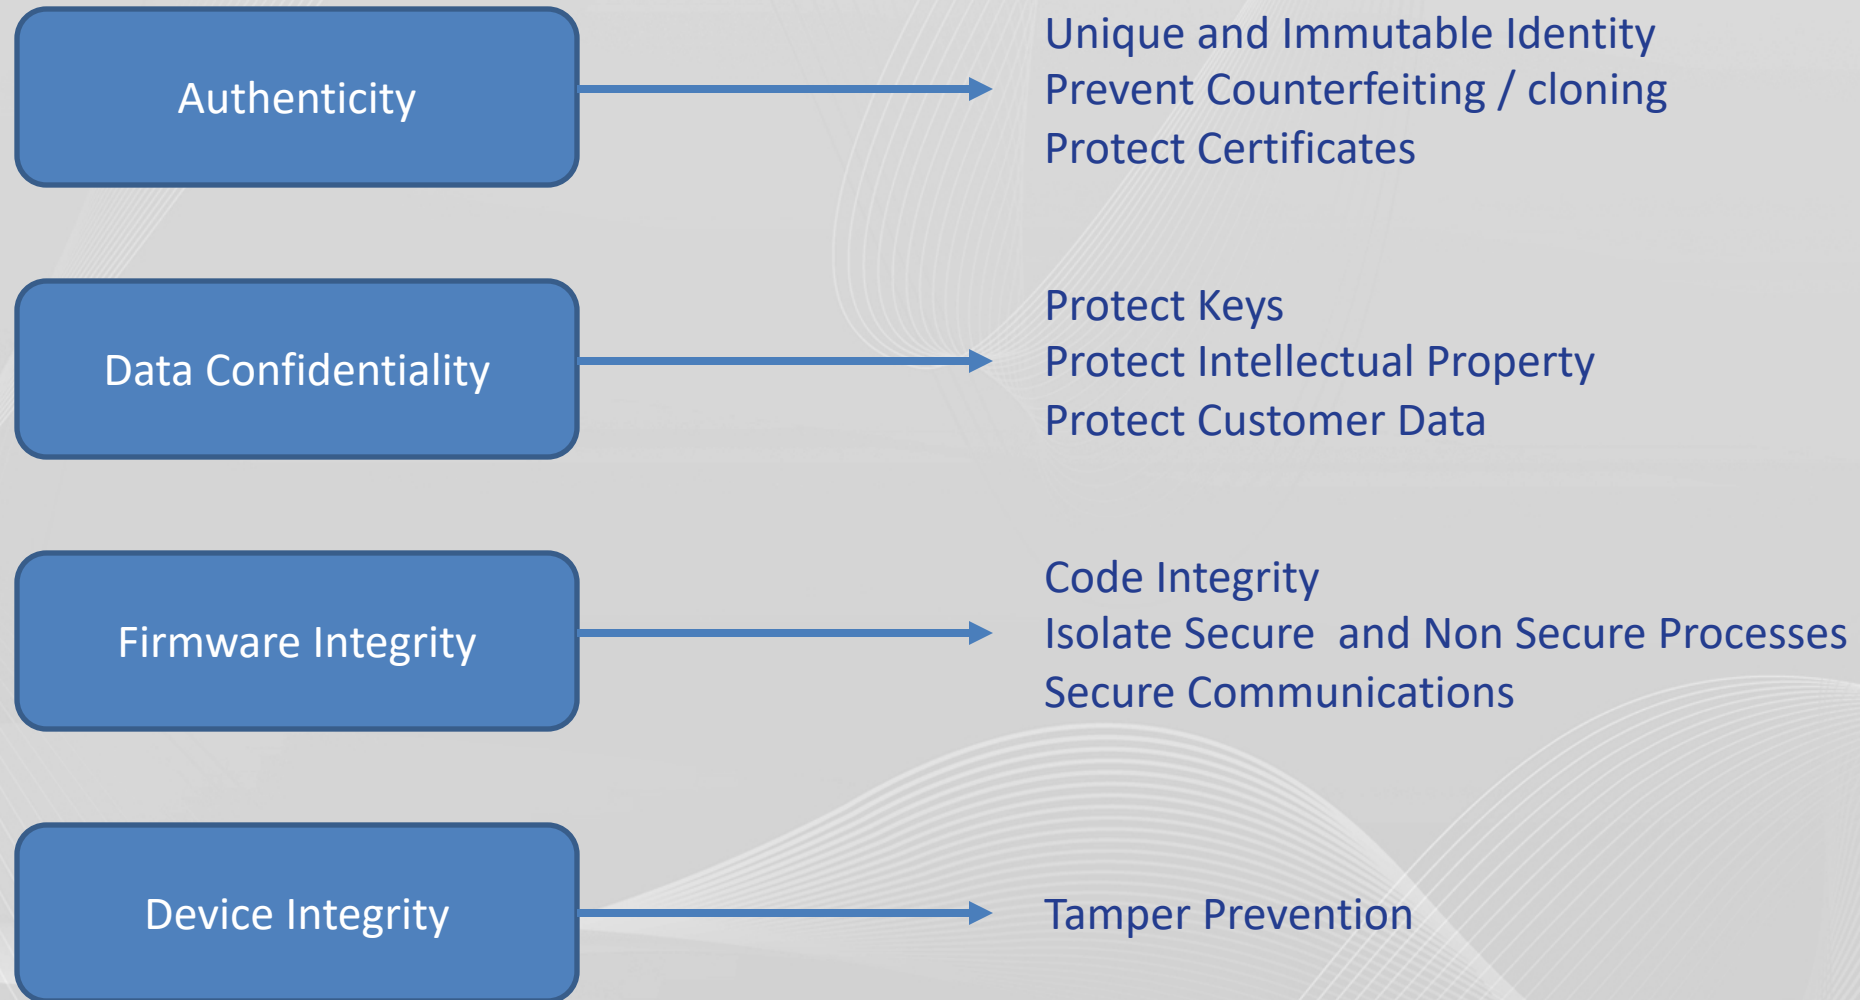 Authenticity
Unique and Immutable Identity
Prevent Counterfeiting / cloning
Protect Certificates
Data Confidentiality
Protect Keys
Protect Intellectual Property
Protect Customer Data
Firmware Integrity
Code Integrity
Isolate Secure  and Non Secure Processes
Secure Communications
Device Integrity
Tamper Prevention